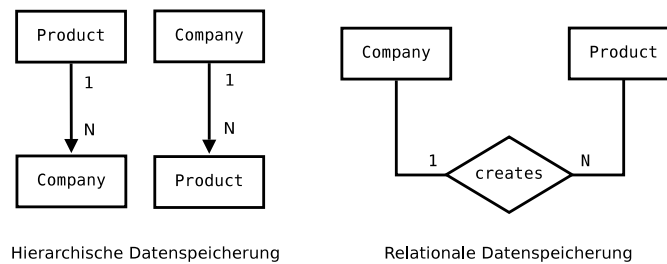 Product
Company
1
1
N
N
Company
Product
Hierarchische Datenspeicherung
Company
Product
1
creates
N
Relationale Datenspeicherung